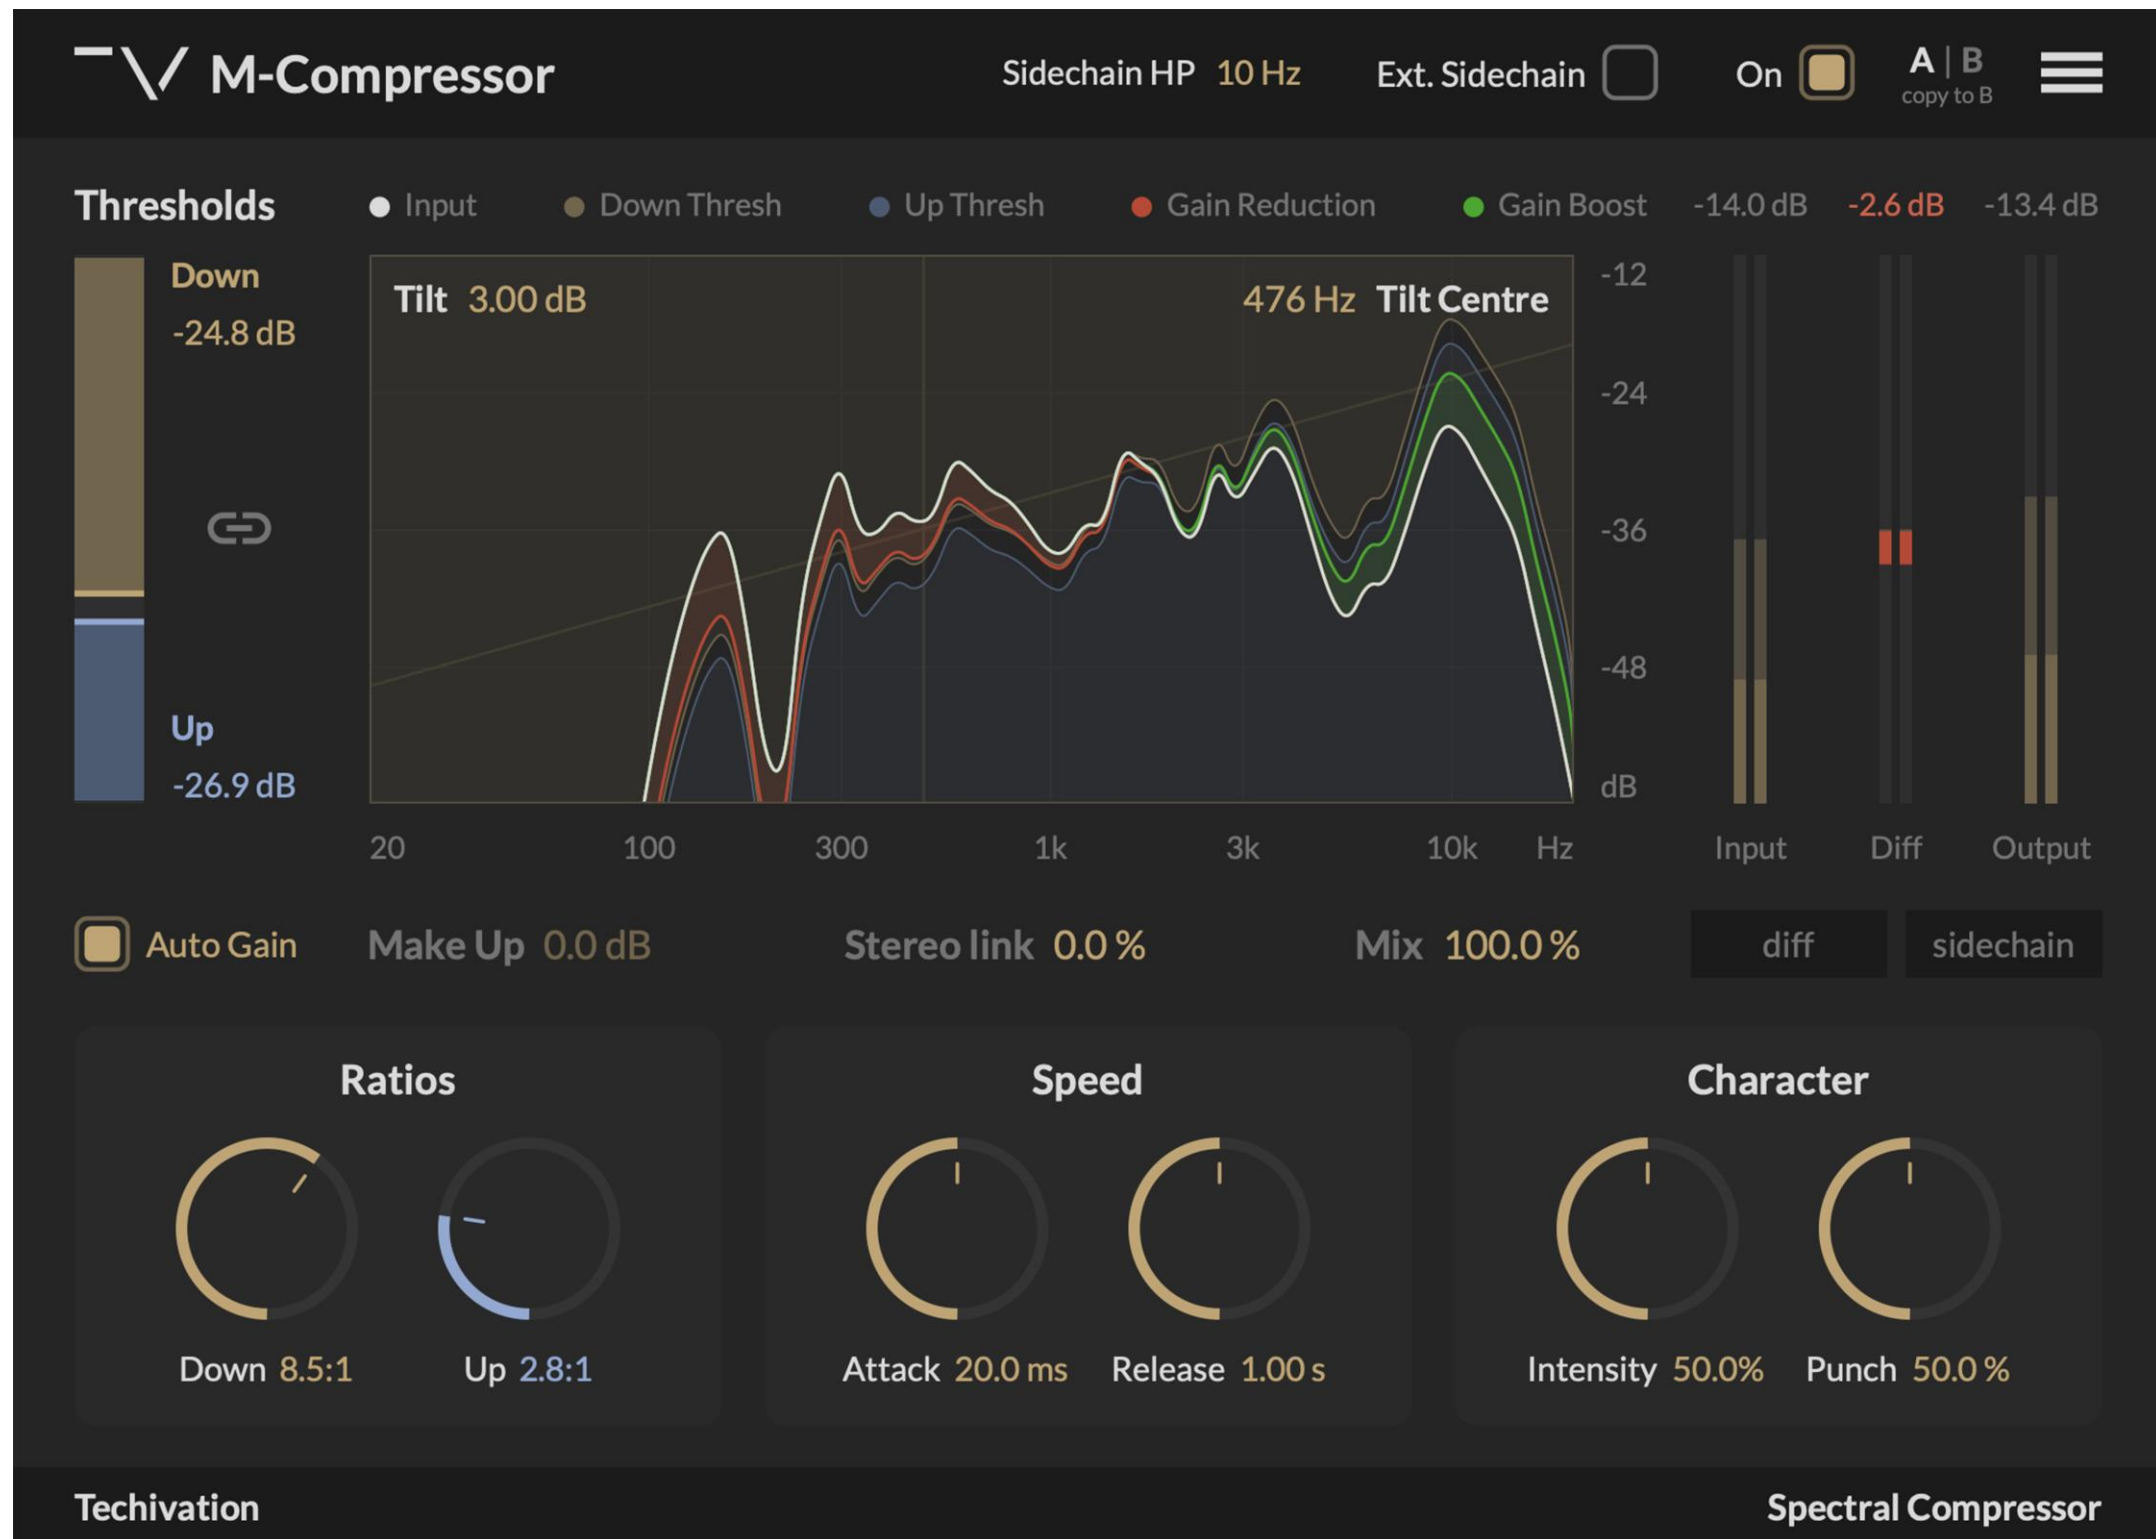 M-Compressor
Sidechain HP 10 Hz
Ext. Sidechain
On
A | B
copy to B
Thresholds
Input
Down Thresh
Up Thresh
Gain Reduction
Gain Boost
-14.0 dB
-2.6 dB
-13.4 dB
Down
-24.8 dB
Tilt 3.00 dB
476 Hz Tilt Centre
-12
-24
-36
-48
dB
Up
-26.9 dB
20
100
300
1k
3k
10k
Hz
Input
Diff
Output
Auto Gain
Make Up 0.0 dB
Stereo link 0.0 %
Mix 100.0 %
diff
sidechain
Ratios
Down 8.5:1
Up 2.8:1
Speed
Attack 20.0 ms
Release 1.00 s
Character
Intensity 50.0%
Punch 50.0 %
Techivation
Spectral Compressor